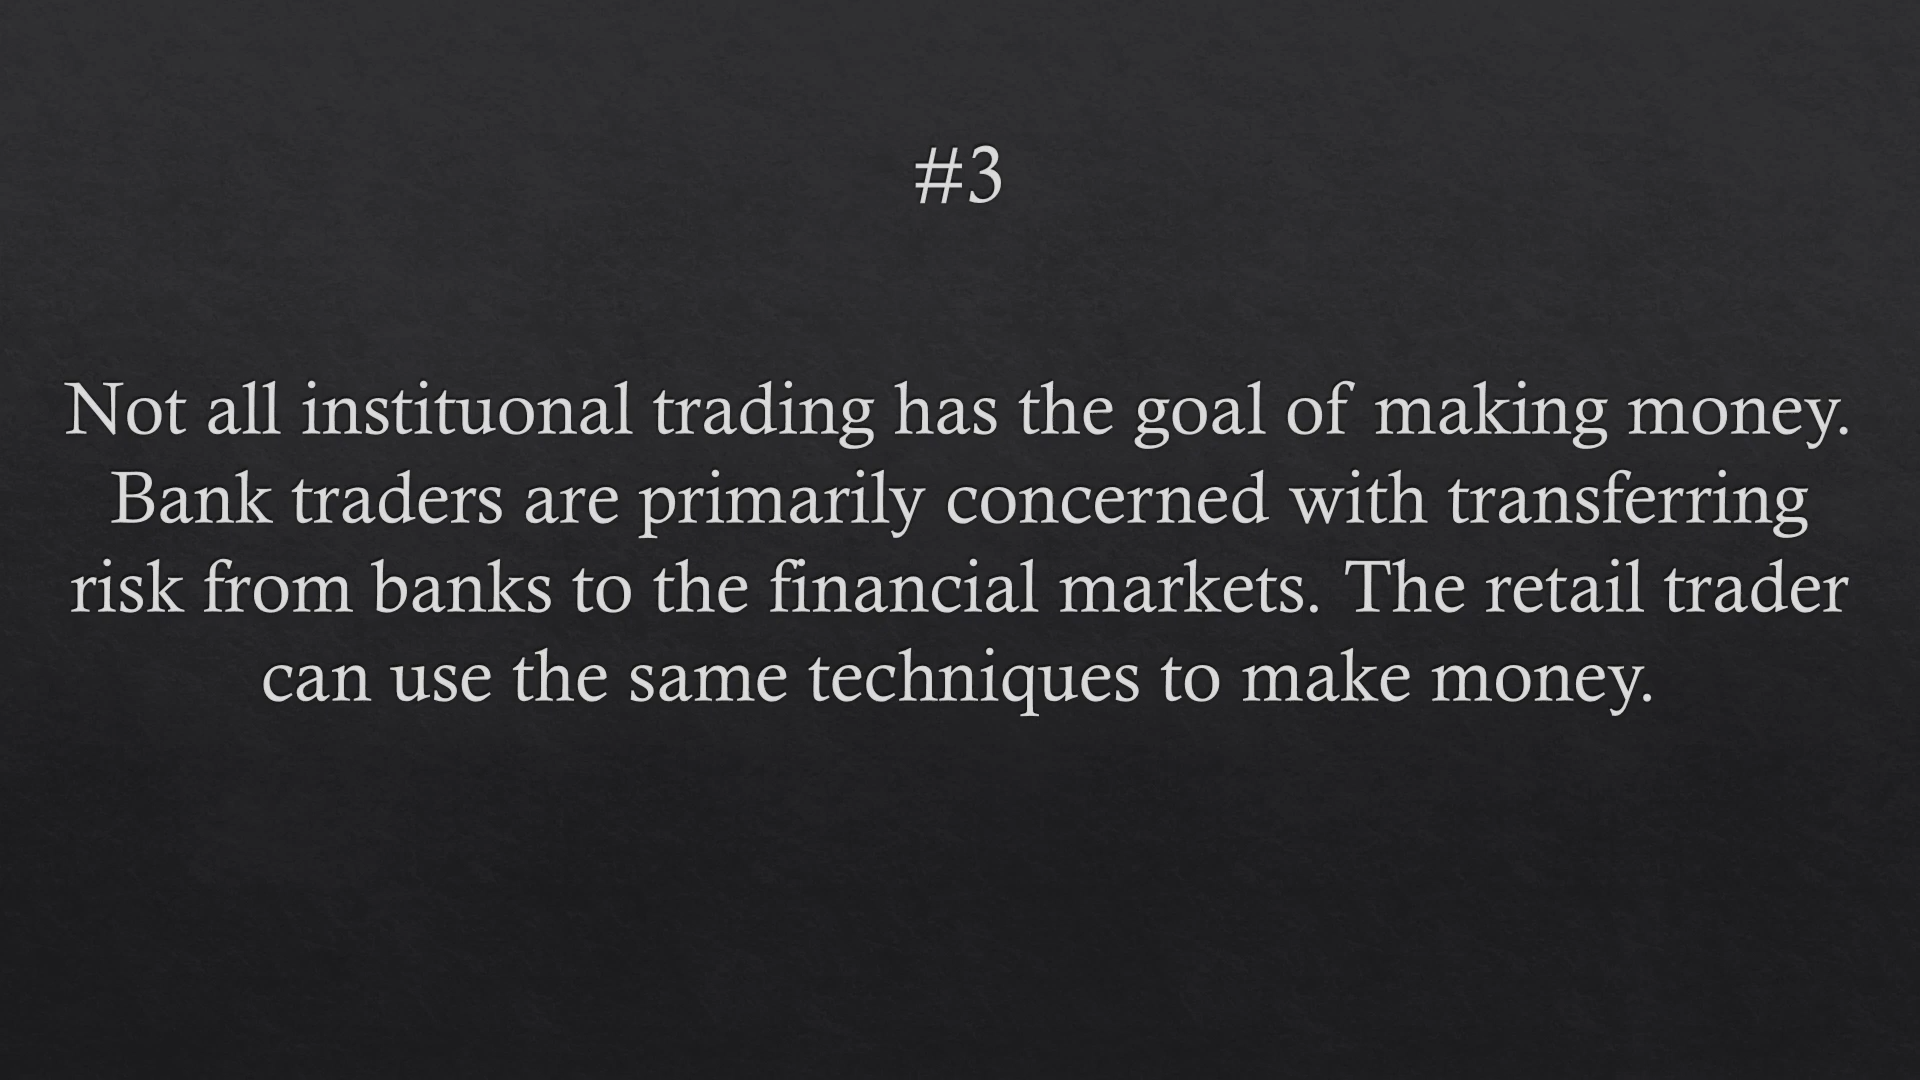 #3
Not all instituonal trading has the goal of making money.
Bank traders are primarily concerned with transferring
risk from banks to the financial markets. The retail trader
can use the same techniques to make money.